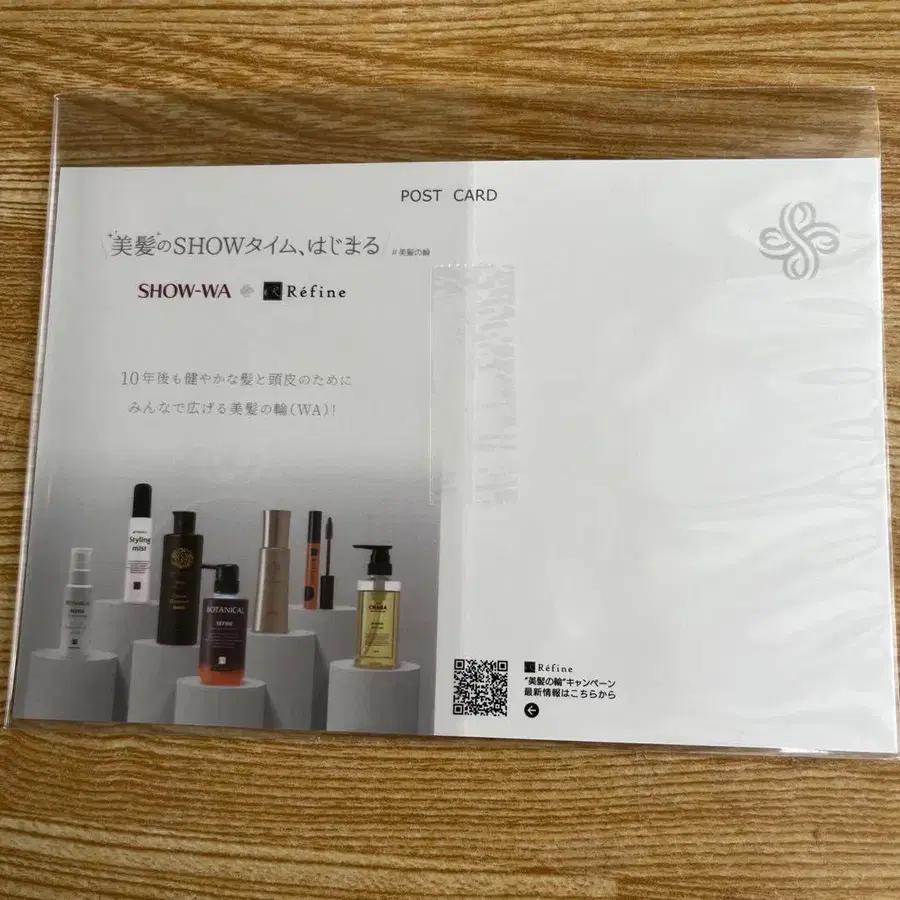 POST CARD
美髪のSHOWタイム、はじまる #美髪の輪
SHOW-WA Réfine
10年後も健やかな髪と頭皮のために
みんなで広げる美髪の輪(WA)!
Styling
mist
BOTANICAL
BOTANICAL
RÉFINE
CHAGA
Réfine
"美髪の輪"キャンペーン
最新情報はこちらから